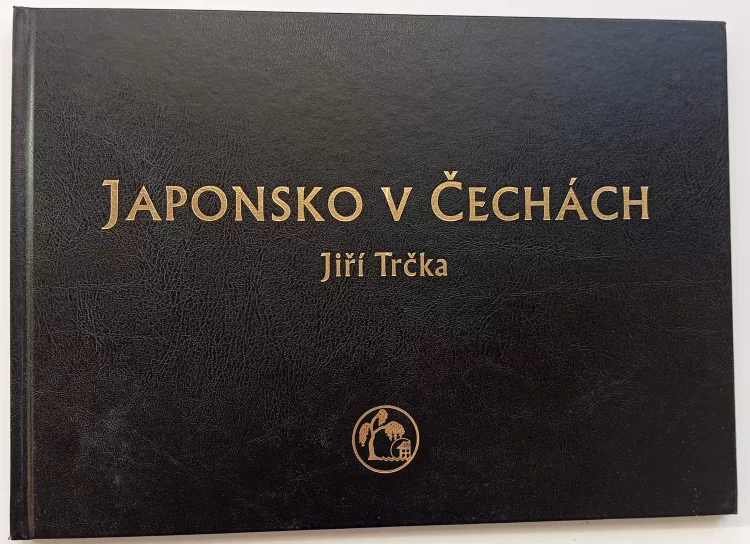 Japonsko v Čechách
Jiří Trčka